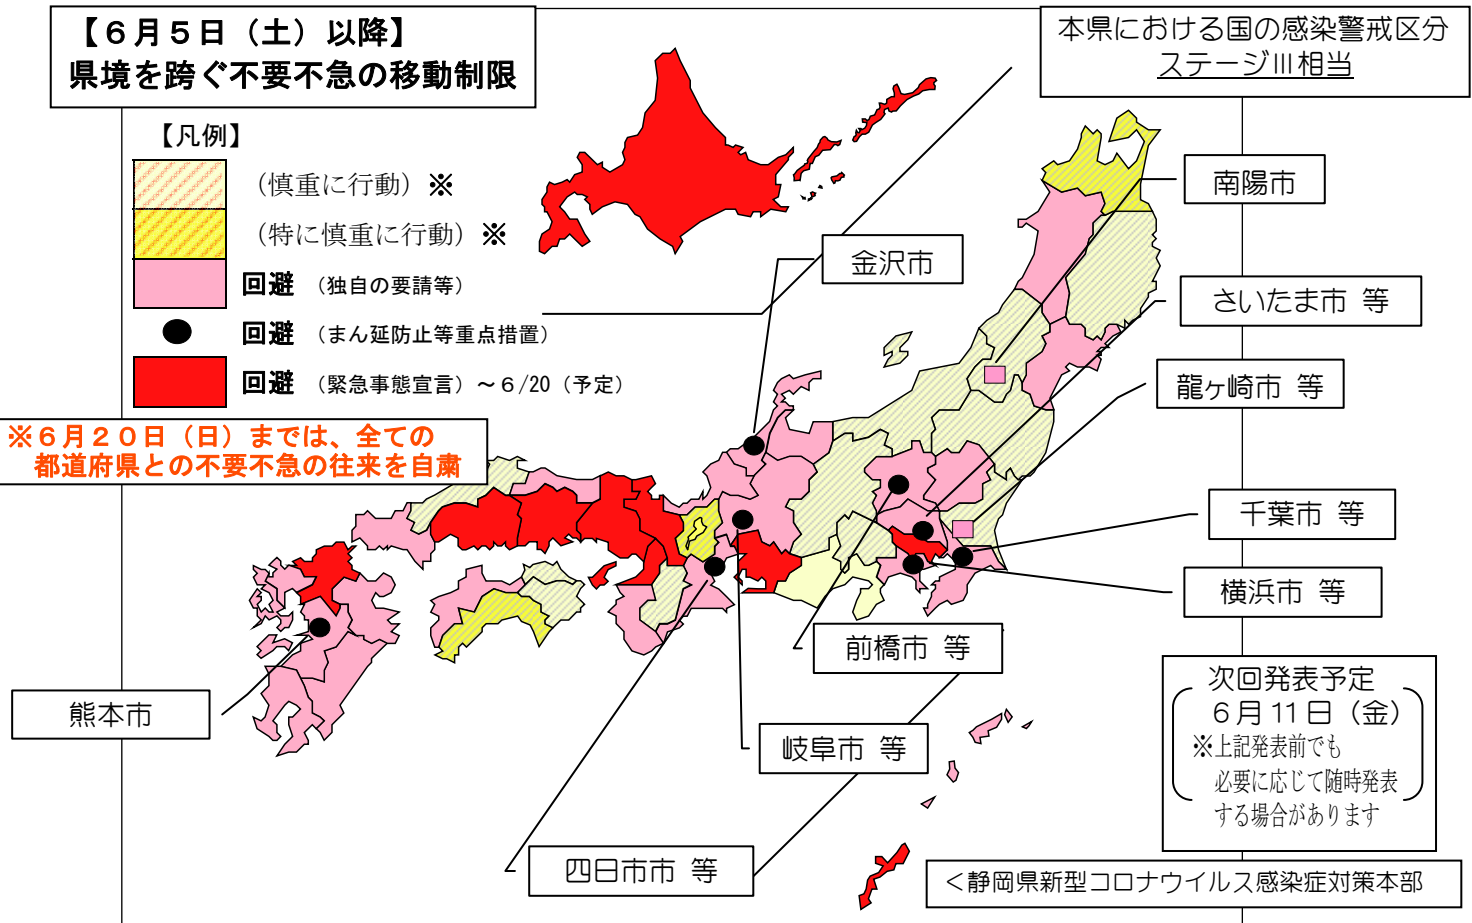 【６月５日（土）以降】
県境を跨ぐ不要不急の移動制限
本県における国の感染警戒区分
ステージⅢ相当
【凡例】
（慎重に行動）※
（特に慎重に行動）※
回避（独自の要請等）
回避（まん延防止等重点措置）
回避（緊急事態宣言）～６/20（予定）
※６月２０日（日）までは、全ての
都道府県との不要不急の往来を自粛
南陽市
金沢市
さいたま市 等
龍ヶ崎市 等
千葉市 等
横浜市 等
前橋市 等
熊本市
岐阜市 等
四日市市 等
次回発表予定
６月11日（金）
※上記発表前でも
必要に応じて随時発表
する場合があります
＜静岡県新型コロナウイルス感染症対策本部